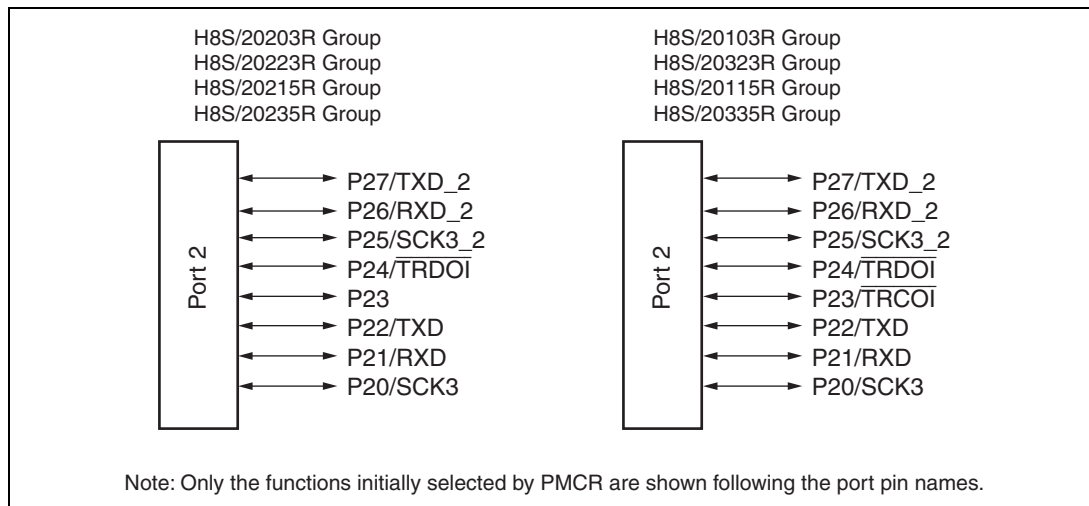 H8S/20203R Group
H8S/20223R Group
H8S/20215R Group
H8S/20235R Group
Port 2
P27/TXD_2
P26/RXD_2
P25/SCK3_2
P24/T̅R̅D̅O̅I̅
P23
P22/TXD
P21/RXD
P20/SCK3
H8S/20103R Group
H8S/20323R Group
H8S/20115R Group
H8S/20335R Group
Port 2
P27/TXD_2
P26/RXD_2
P25/SCK3_2
P24/T̅R̅D̅O̅I̅
P23/T̅R̅C̅O̅I̅
P22/TXD
P21/RXD
P20/SCK3
Note: Only the functions initially selected by PMCR are shown following the port pin names.